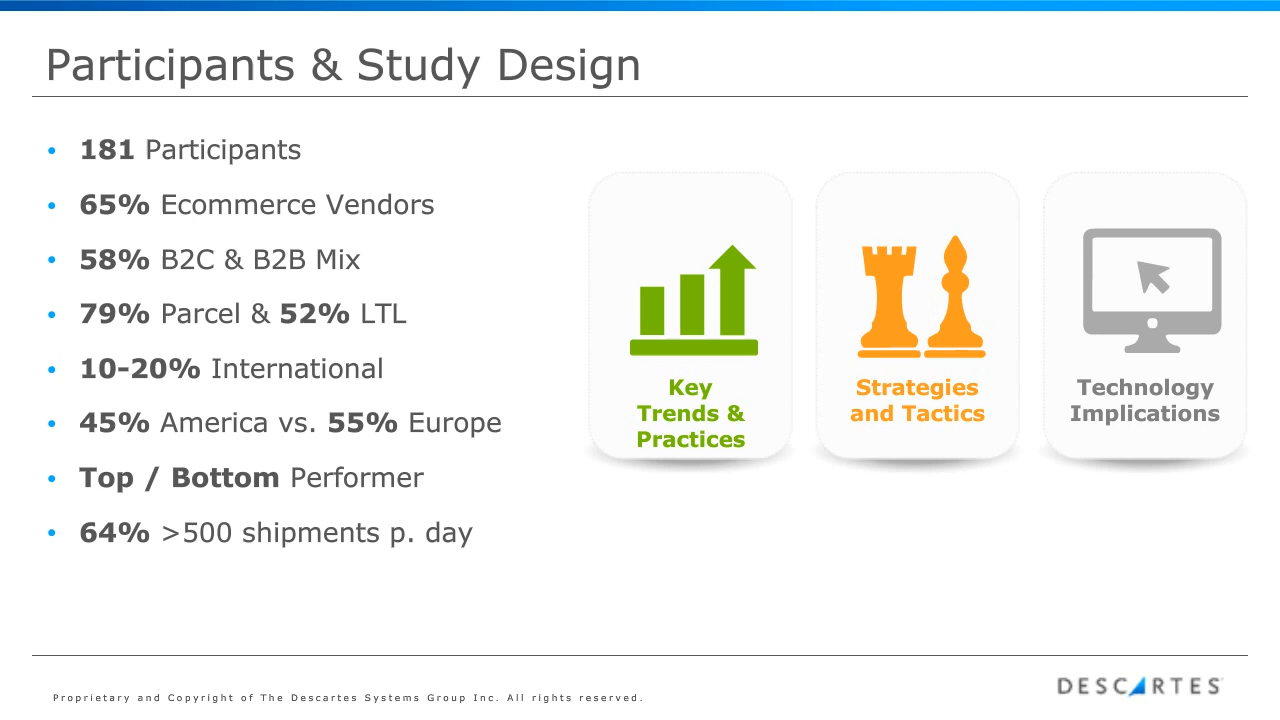 Participants & Study Design
• 181 Participants
• 65% Ecommerce Vendors
• 58% B2C & B2B Mix
• 79% Parcel & 52% LTL
• 10-20% International
• 45% America vs. 55% Europe
• Top / Bottom Performer
• 64% >500 shipments p. day
Key
Trends &
Practices
Strategies
and Tactics
Technology
Implications
Proprietary and Copyright of The Descartes Systems Group Inc. All rights reserved.
DESCARTES